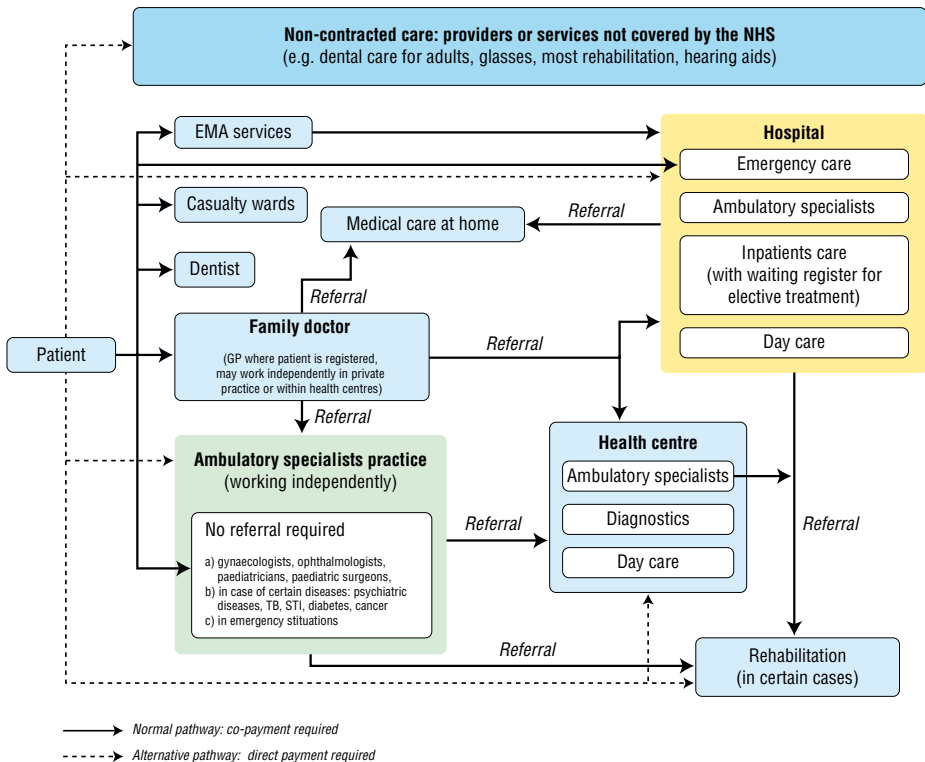 Non-contracted care: providers or services not covered by the NHS
(e.g. dental care for adults, glasses, most rehabilitation, hearing aids)
EMA services
Hospital
Emergency care
Casualty wards
Referral
Ambulatory specialists
Medical care at home
Inpatients care
(with waiting register for
elective treatment)
Dentist
Referral
Family doctor
(GP where patient is registered,
may work independently in private
practice or within health centres)
Referral
Day care
Patient
Referral
Ambulatory specialists practice
(working independently)
Health centre
Ambulatory specialists
Diagnostics
Day care
Referral
No referral required
a) gynaecologists, ophthalmologists,
paediatricians, paediatric surgeons,
b) in case of certain diseases: psychiatric
diseases, TB, STI, diabetes, cancer
c) in emergency stituations
Referral
Referral
Rehabilitation
(in certain cases)
Normal pathway: co-payment required
Alternative pathway: direct payment required